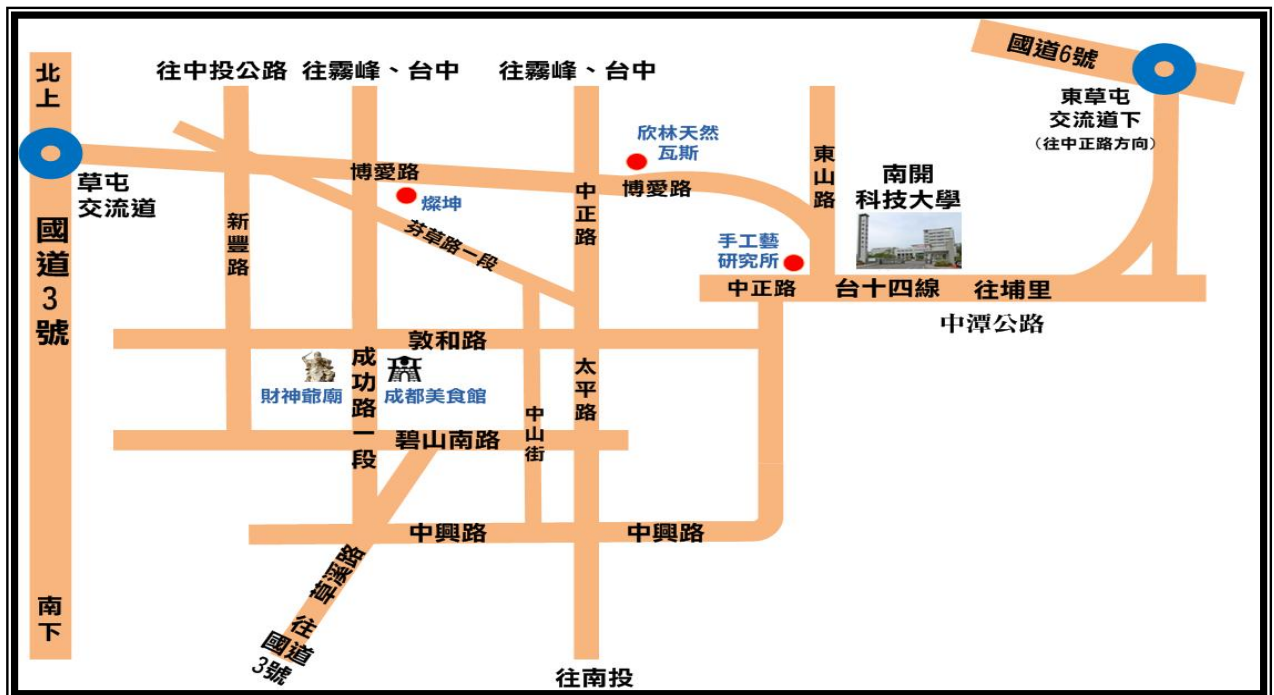 國道6號
北上
往中投公路
往霧峰、台中
往霧峰、台中
東草屯
交流道下
(往中正路方向)
欣林天然
瓦斯
博愛路
博愛路
東山路
南開
科技大學
草屯
交流道
燦坤
中正路
新豐路
芬草路一段
國道3號
手工藝
研究所
中正路
台十四線
往埔里
中潭公路
敦和路
財神爺廟
成功路一段
成都美食館
太平路
中山街
碧山南路
中興路
中興路
草溪路
往
國道
3號
南下
往南投